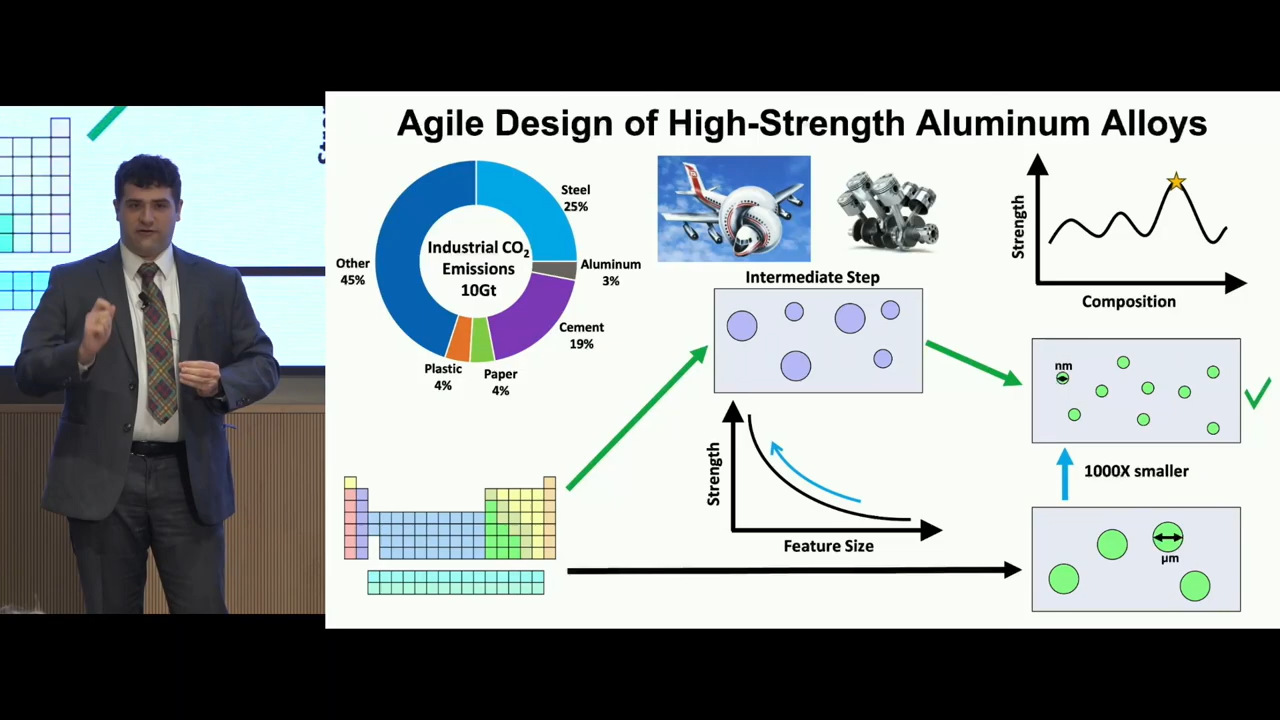 Agile Design of High-Strength Aluminum Alloys
Steel
25%
Industrial CO₂
Emissions
10Gt
Other
45%
Aluminum
3%
Cement
19%
Plastic
4%
Paper
4%
Intermediate Step
Strength
Composition
nm
1000X smaller
Strength
Feature Size
µm